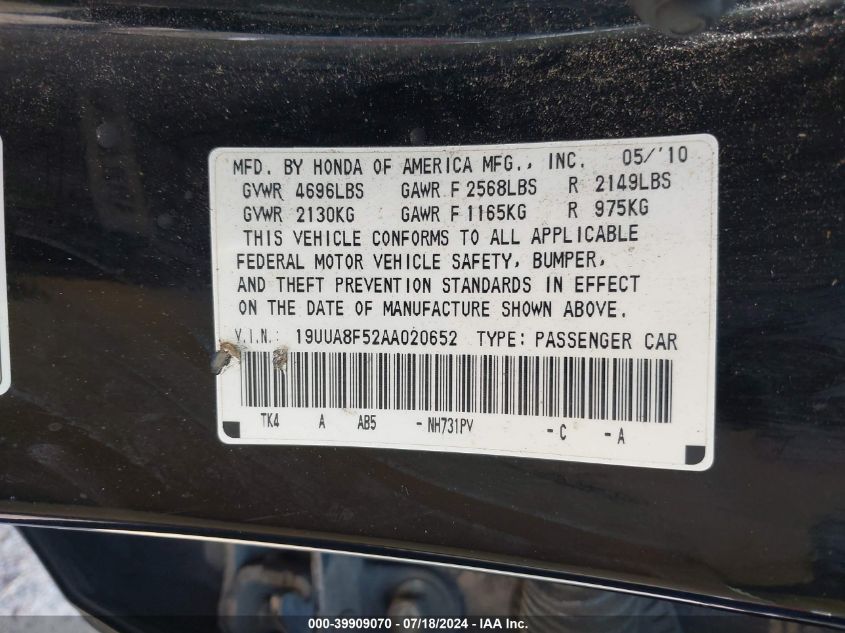 MFD. BY HONDA OF AMERICA MFG., INC. 05/'10
GVWR 4696LBS GAWR F 2568LBS R 2149LBS
GVWR 2130KG GAWR F 1165KG R 975KG
THIS VEHICLE CONFORMS TO ALL APPLICABLE
FEDERAL MOTOR VEHICLE SAFETY, BUMPER,
AND THEFT PREVENTION STANDARDS IN EFFECT
ON THE DATE OF MANUFACTURE SHOWN ABOVE.
V.I.N.: 19UUA8F52AA020652 TYPE: PASSENGER CAR
TK4 A AB5 -NH731PV -C -A
000-39909070 / 07/18/2024 - Copyright © IAA, Inc.